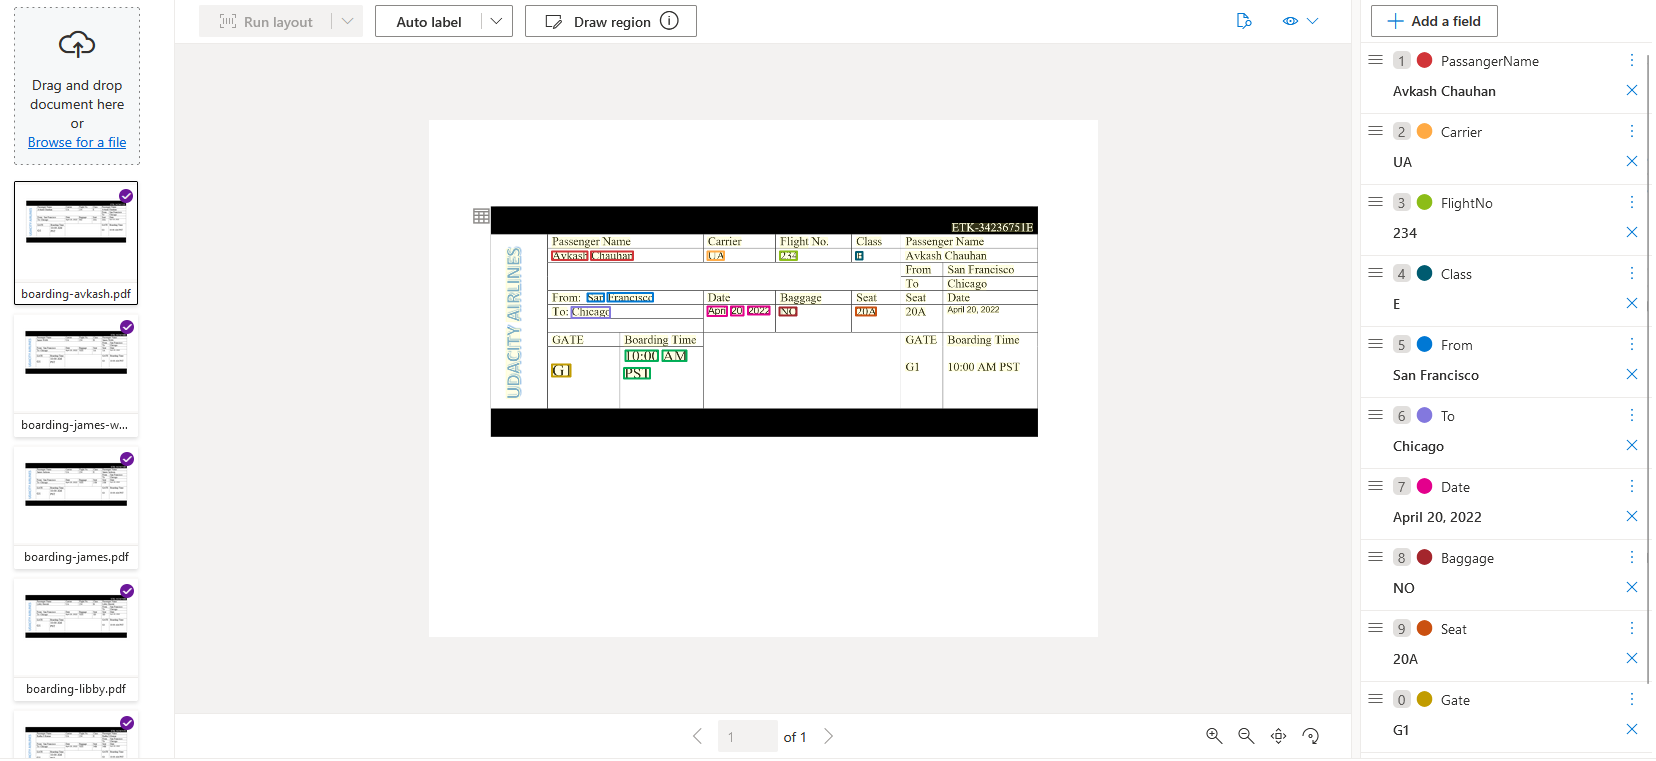 Drag and drop
document here
or
Browse for a file
boarding-avkash.pdf
boarding-james-w...
boarding-james.pdf
boarding-libby.pdf
Run layout
Auto label
Draw region
ETK-34236751E
UDACITY AIRLINES
Passenger Name Carrier Flight No. Class Passenger Name
Avkash Chauhan UA 234 E Avkash Chauhan
From San Francisco
To Chicago
From: San Francisco Date Baggage Seat Seat Date
To: Chicago April 20, 2022 NO 20A 20A April 20, 2022
GATE Boarding Time GATE Boarding Time
G1 10:00 AM
PST
G1 10:00 AM PST
1 of 1
Add a field
1 PassangerName
Avkash Chauhan
2 Carrier
UA
3 FlightNo
234
4 Class
E
5 From
San Francisco
6 To
Chicago
7 Date
April 20, 2022
8 Baggage
NO
9 Seat
20A
0 Gate
G1